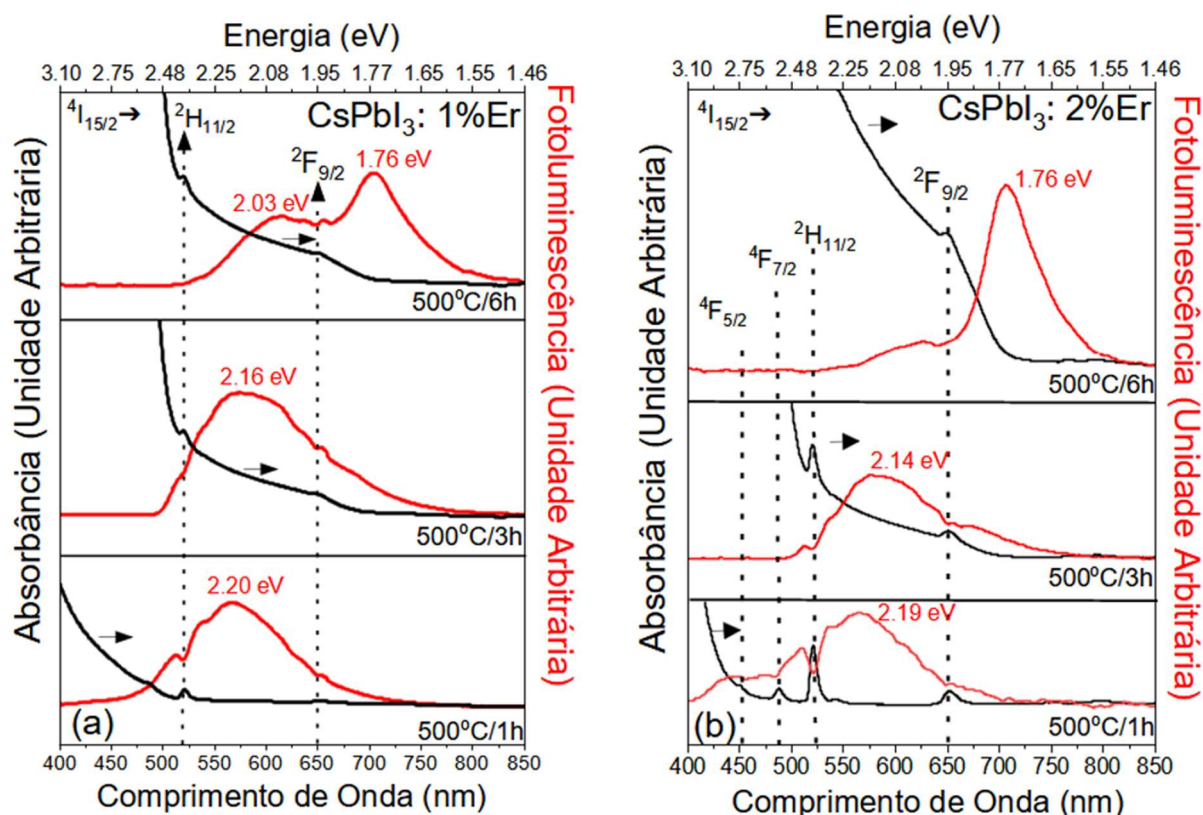 Energia (eV)
3.10 2.75 2.48 2.25 2.08 1.95 1.77 1.65 1.55 1.46
Absorbância (Unidade Arbitrária)
⁴I₁₅/₂→
²H₁₁/₂
CsPbI₃: 1%Er
²F₉/₂
1.76 eV
2.03 eV
500°C/6h
2.16 eV
500°C/3h
2.20 eV
(a)
500°C/1h
Fotoluminescência (Unidade Arbitrária)
400 450 500 550 600 650 700 750 800 850
Comprimento de Onda (nm)
Energia (eV)
3.10 2.75 2.48 2.25 2.08 1.95 1.77 1.65 1.55 1.46
Absorbância (Unidade Arbitrária)
⁴I₁₅/₂→
CsPbI₃: 2%Er
1.76 eV
²F₉/₂
²H₁₁/₂
⁴F₇/₂
⁴F₅/₂
500°C/6h
2.14 eV
500°C/3h
2.19 eV
(b)
500°C/1h
Fotoluminescência (Unidade Arbitrária)
400 450 500 550 600 650 700 750 800 850
Comprimento de Onda (nm)